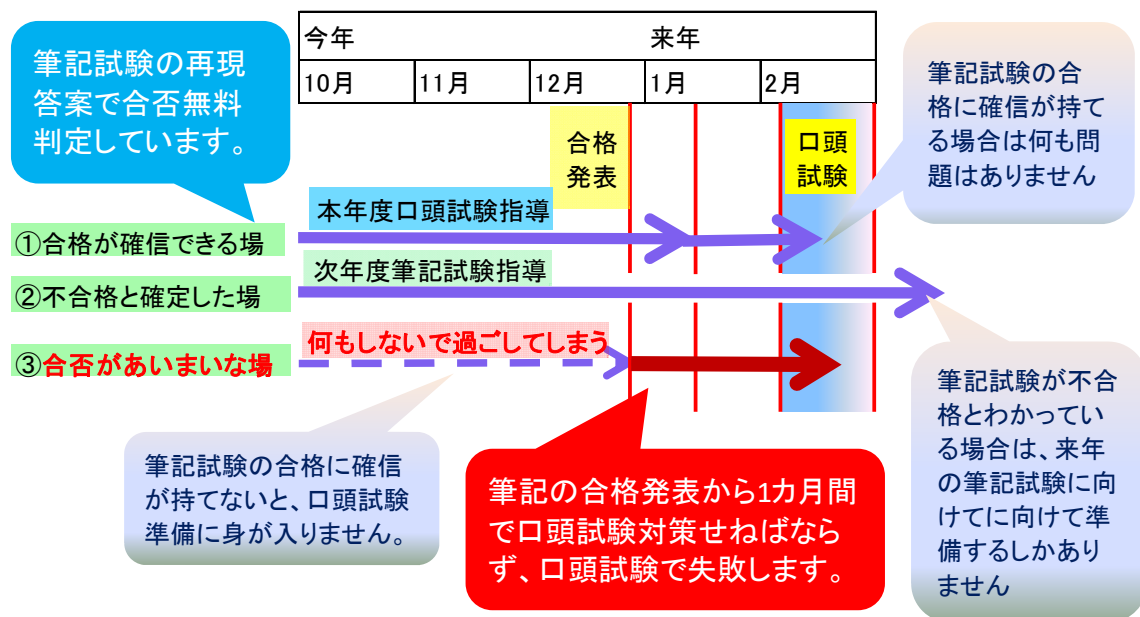 今年
来年
10月
11月
12月
1月
2月
筆記試験の再現
答案で合否無料
判定しています。
合格
発表
口頭
試験
筆記試験の合
格に確信が持て
る場合は何も問
題はありません
本年度口頭試験指導
①合格が確信できる場
次年度筆記試験指導
②不合格と確定した場
何もしないで過ごしてしまう
③合否があいまいな場
筆記試験の合格に確信
が持てないと、口頭試験
準備に身が入りません。
筆記の合格発表から1カ月間
で口頭試験対策せねばなら
ず、口頭試験で失敗します。
筆記試験が不合
格とわかってい
る場合は、来年
の筆記試験に向
けてに向けて準
備するしかあり
ません